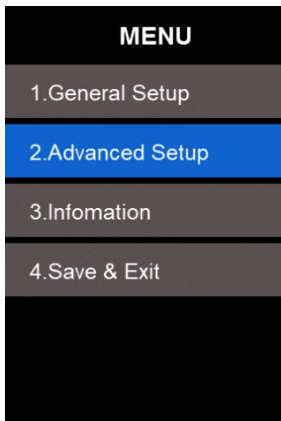 MENU
1.General Setup
2.Advanced Setup
3.Infomation
4.Save & Exit